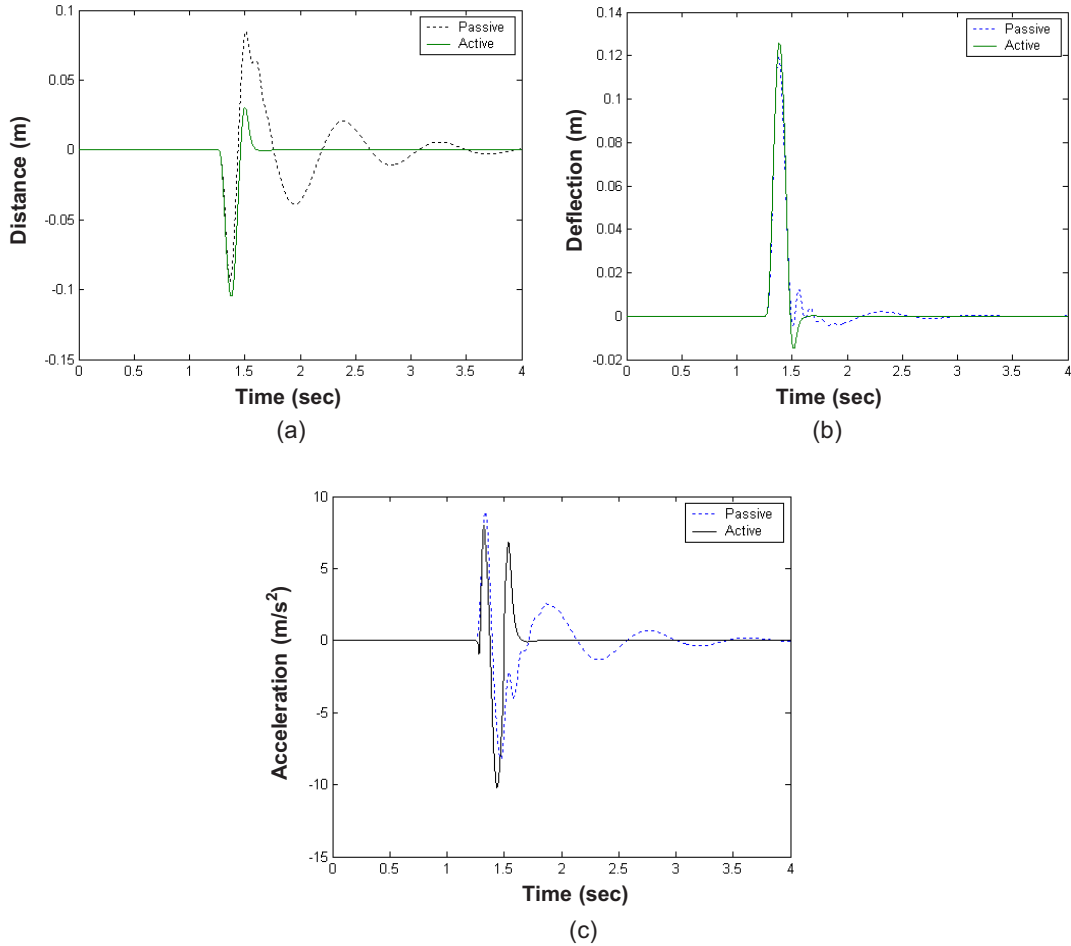 0.1
0.05
0
-0.05
-0.1
-0.15
Distance (m)
Passive
Active
0 0.5 1 1.5 2 2.5 3 3.5 4
Time (sec)
(a)
0.14
0.12
0.1
0.08
0.06
0.04
0.02
0
-0.02
Deflection (m)
Passive
Active
0 0.5 1 1.5 2 2.5 3 3.5 4
Time (sec)
(b)
10
5
0
-5
-10
-15
Acceleration (m/s²)
Passive
Active
0 0.5 1 1.5 2 2.5 3 3.5 4
Time (sec)
(c)